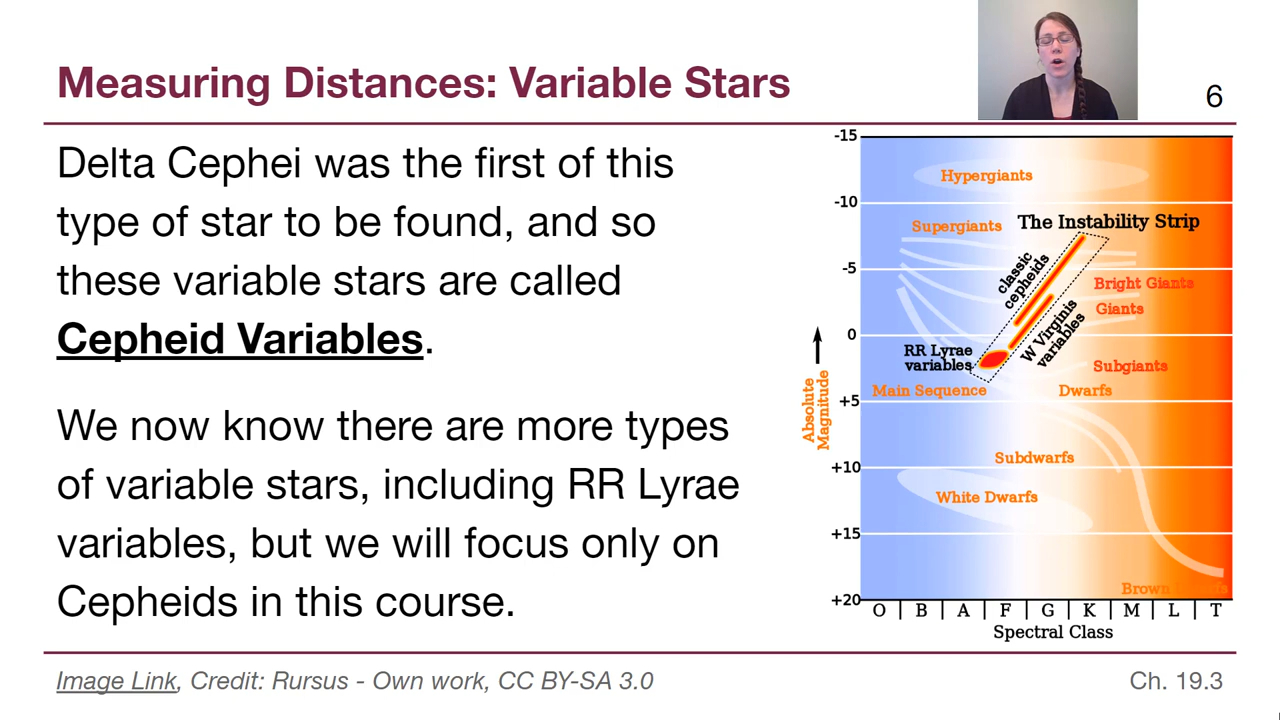 Measuring Distances: Variable Stars
6
Delta Cephei was the first of this
type of star to be found, and so
these variable stars are called
Cepheid Variables.
We now know there are more types
of variable stars, including RR Lyrae
variables, but we will focus only on
Cepheids in this course.
-15
-10
-5
0
+5
+10
+15
+20
Absolute
Magnitude
Hypergiants
Supergiants
The Instability Strip
classic
cepheids
Bright Giants
Giants
W Virginis
variables
RR Lyrae
variables
Subgiants
Main Sequence
Dwarfs
Subdwarfs
White Dwarfs
Brown
O B A F G K M L T
Spectral Class
Image Link, Credit: Rursus - Own work, CC BY-SA 3.0
Ch. 19.3